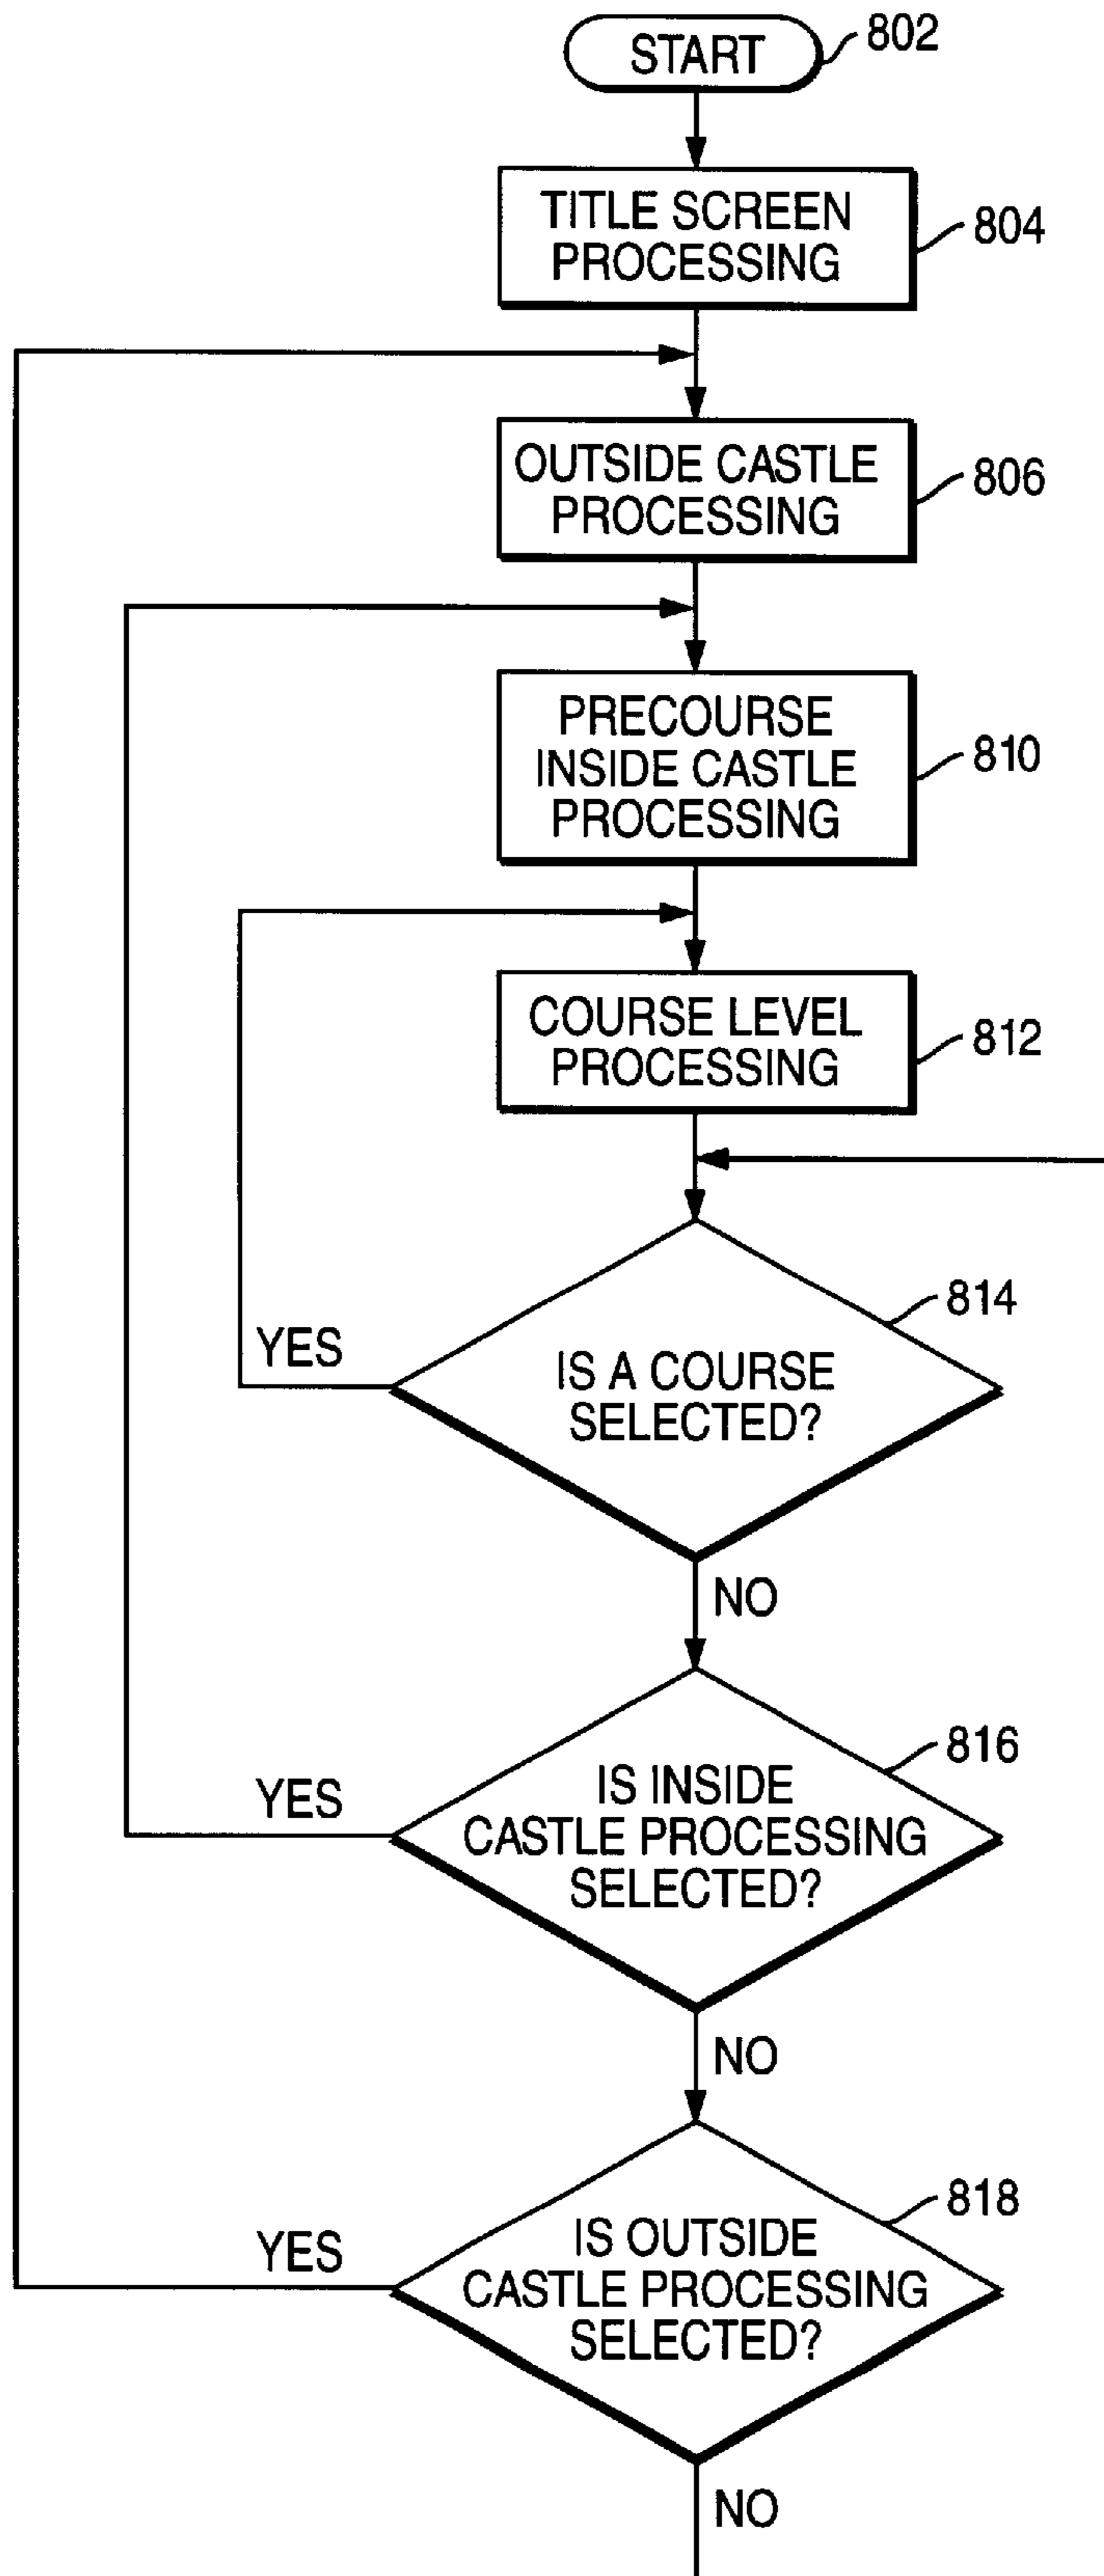 START
802
TITLE SCREEN
PROCESSING
804
OUTSIDE CASTLE
PROCESSING
806
PRECOURSE
INSIDE CASTLE
PROCESSING
810
COURSE LEVEL
PROCESSING
812
814
YES
IS A COURSE
SELECTED?
NO
816
YES
IS INSIDE
CASTLE PROCESSING
SELECTED?
NO
818
YES
IS OUTSIDE
CASTLE PROCESSING
SELECTED?
NO